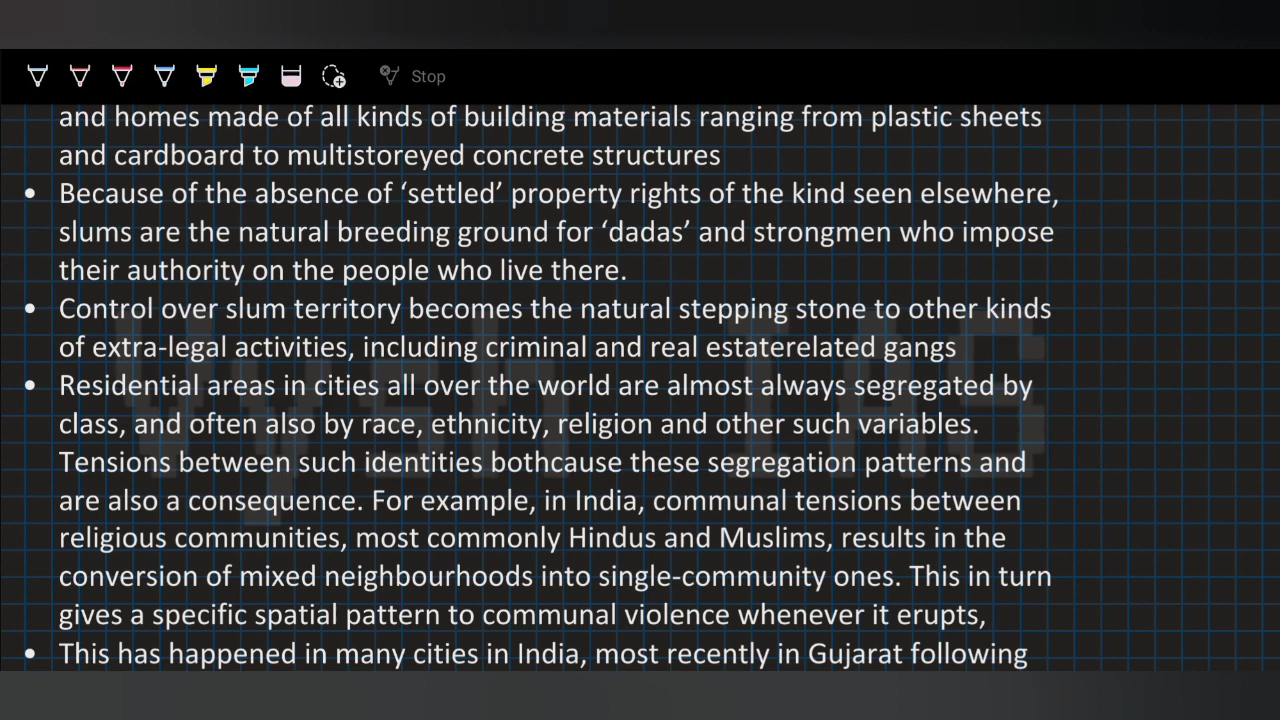 Stop
and homes made of all kinds of building materials ranging from plastic sheets
and cardboard to multistoreyed concrete structures
• Because of the absence of ‘settled’ property rights of the kind seen elsewhere,
slums are the natural breeding ground for ‘dadas’ and strongmen who impose
their authority on the people who live there.
• Control over slum territory becomes the natural stepping stone to other kinds
of extra-legal activities, including criminal and real estaterelated gangs
• Residential areas in cities all over the world are almost always segregated by
class, and often also by race, ethnicity, religion and other such variables.
Tensions between such identities bothcause these segregation patterns and
are also a consequence. For example, in India, communal tensions between
religious communities, most commonly Hindus and Muslims, results in the
conversion of mixed neighbourhoods into single-community ones. This in turn
gives a specific spatial pattern to communal violence whenever it erupts,
• This has happened in many cities in India, most recently in Gujarat following